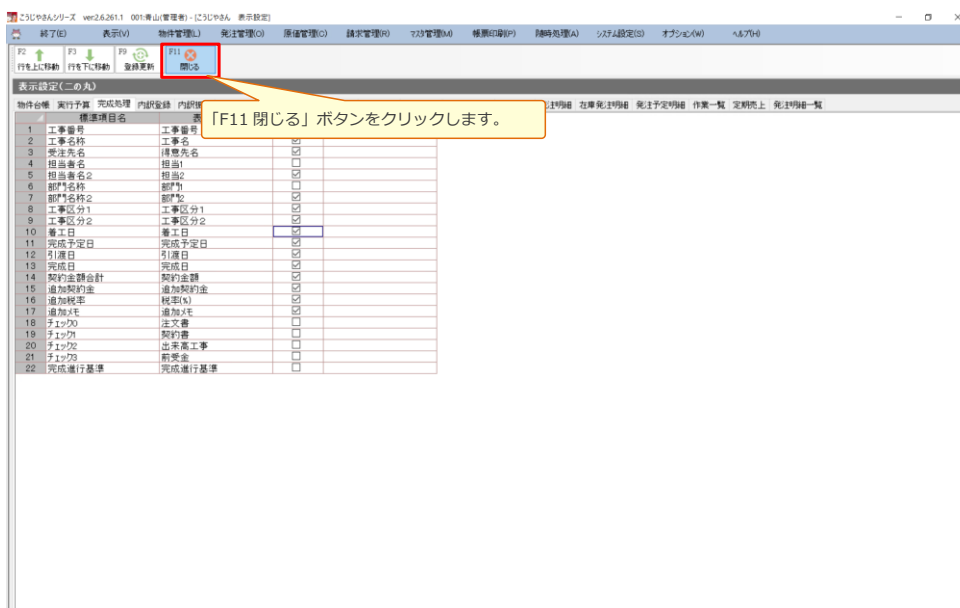 こうじやさんシリーズ ver.2.6.261.1 001:青山(管理者) - [こうじやさん 表示設定]
終了(E) 表示(V) 物件管理(L) 発注管理(O) 原価管理(C) 請求管理(R) マスタ管理(M) 帳票印刷(P) 随時処理(A) システム設定(S) オプション(W) ヘルプ(H)
F2 F3 F9 F11
行を上に移動 行を下に移動 登録更新 閉じる
表示設定(二の丸)
「F11 閉じる」ボタンをクリックします。
物件台帳 実行予算 完成処理 内訳登録 在庫発注明細 発注予定明細 作業一覧 定期売上 発注明細一覧
標準項目名
1 工事番号 工事番号
2 工事名称 工事名
3 受注先名 得意先名
4 担当者名 担当1
5 担当者名2 担当2
6 部門名称 部門1
7 部門名称2 部門2
8 工事区分1 工事区分1
9 工事区分2 工事区分2
10 着工日 着工日
11 完成予定日 完成予定日
12 引渡日 引渡日
13 完成日 完成日
14 契約金額合計 契約金額
15 追加契約金 追加契約金
16 追加税率 税率(%)
17 追加メモ 追加メモ
18 チェック0 注文書
19 チェック1 契約書
20 チェック2 出来高工事
21 チェック3 前受金
22 完成進行基準 完成進行基準